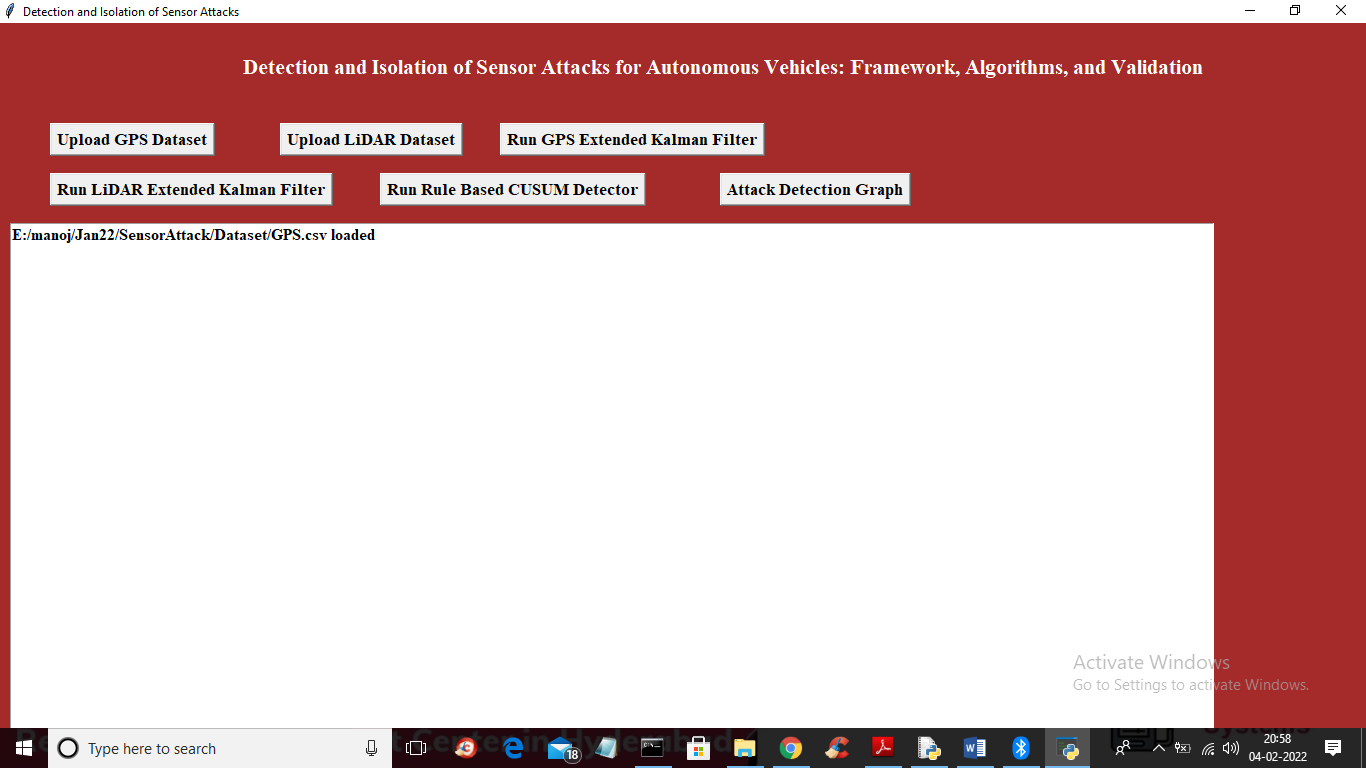 Detection and Isolation of Sensor Attacks
Detection and Isolation of Sensor Attacks for Autonomous Vehicles: Framework, Algorithms, and Validation
Upload GPS Dataset
Upload LiDAR Dataset
Run GPS Extended Kalman Filter
Run LiDAR Extended Kalman Filter
Run Rule Based CUSUM Detector
Attack Detection Graph
E:/manoj/Jan22/SensorAttack/Dataset/GPS.csv loaded
Activate Windows
Go to Settings to activate Windows.
Type here to search
18
Systems
20:58
04-02-2022